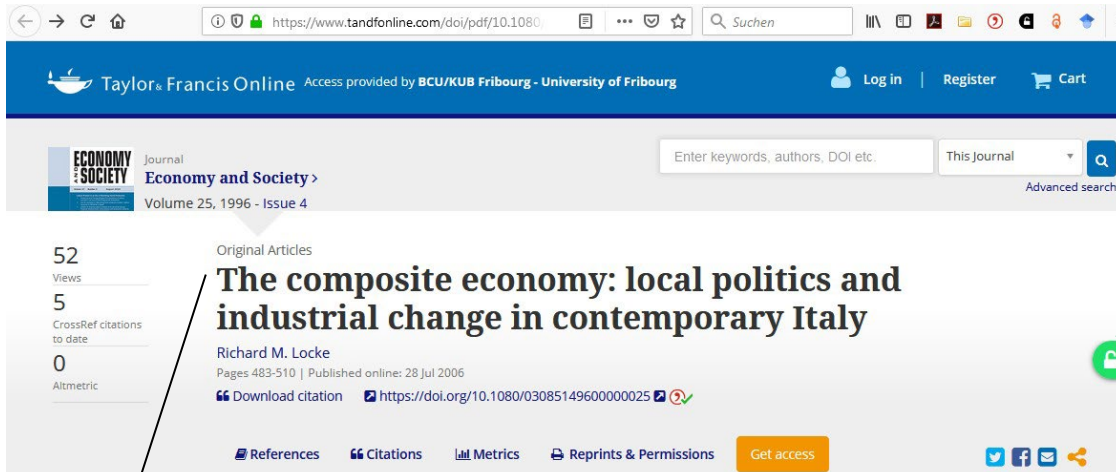 https://www.tandfonline.com/doi/pdf/10.1080
Suchen
Taylor & Francis Online Access provided by BCU/KUB Fribourg - University of Fribourg
Log in | Register Cart
ECONOMY AND SOCIETY
Journal
Economy and Society >
Volume 25, 1996 - Issue 4
Enter keywords, authors, DOI etc.
This Journal
Advanced search
52
Views
5
CrossRef citations
to date
0
Altmetric
Original Articles
The composite economy: local politics and
industrial change in contemporary Italy
Richard M. Locke
Pages 483-510 | Published online: 28 Jul 2006
Download citation https://doi.org/10.1080/03085149600000025
References Citations Metrics Reprints & Permissions Get access